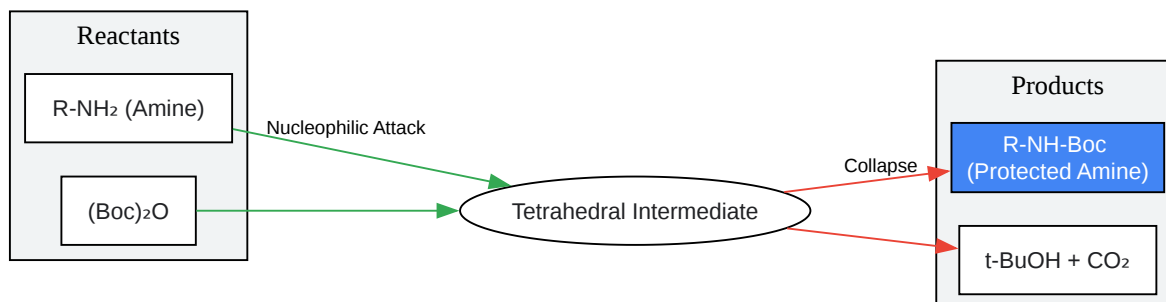 Reactants
R-NH₂ (Amine)
(Boc)₂O
Nucleophilic Attack
Tetrahedral Intermediate
Collapse
Products
R-NH-Boc
(Protected Amine)
t-BuOH + CO₂